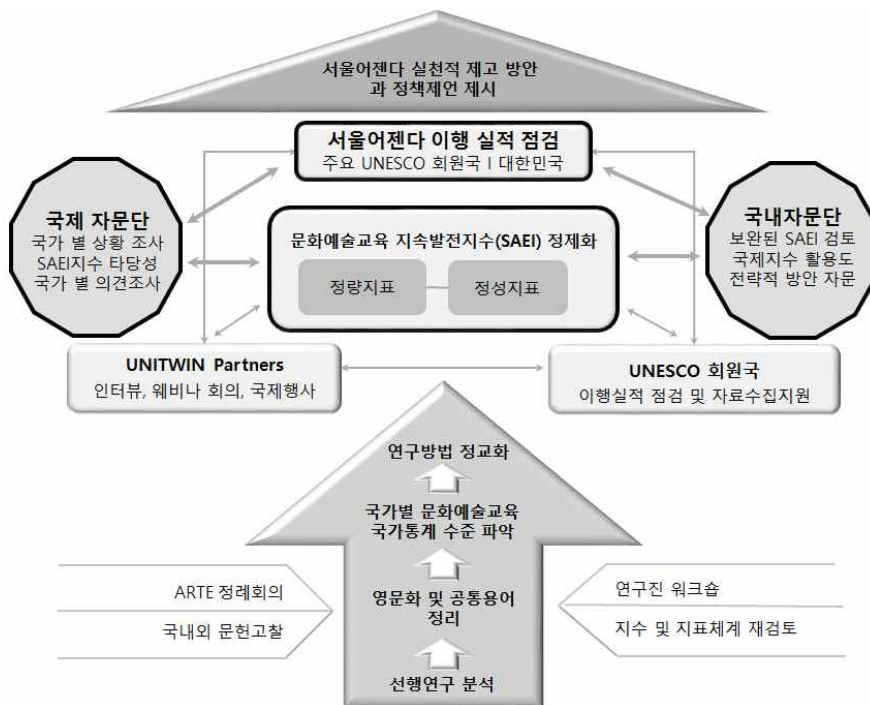 서울어젠다 실천적 제고 방안
과 정책제언 제시
서울어젠다 이행 실적 점검
주요 UNESCO 회원국 I 대한민국
국제 자문단
국가 별 상황 조사
SAEI지수 타당성
국가 별 의견조사
문화예술교육 지속발전지수(SAEI) 정제화
정량지표
정성지표
국내자문단
보완된 SAEI 검토
국제지수 활용도
전략적 방안 자문
UNITWIN Partners
인터뷰, 웨비나 회의, 국제행사
UNESCO 회원국
이행실적 점검 및 자료수집지원
연구방법 정교화
국가별 문화예술교육
국가통계 수준 파악
영문화 및 공통용어
정리
선행연구 분석
ARTE 정례회의
국내외 문헌고찰
연구진 워크숍
지수 및 지표체계 재검토